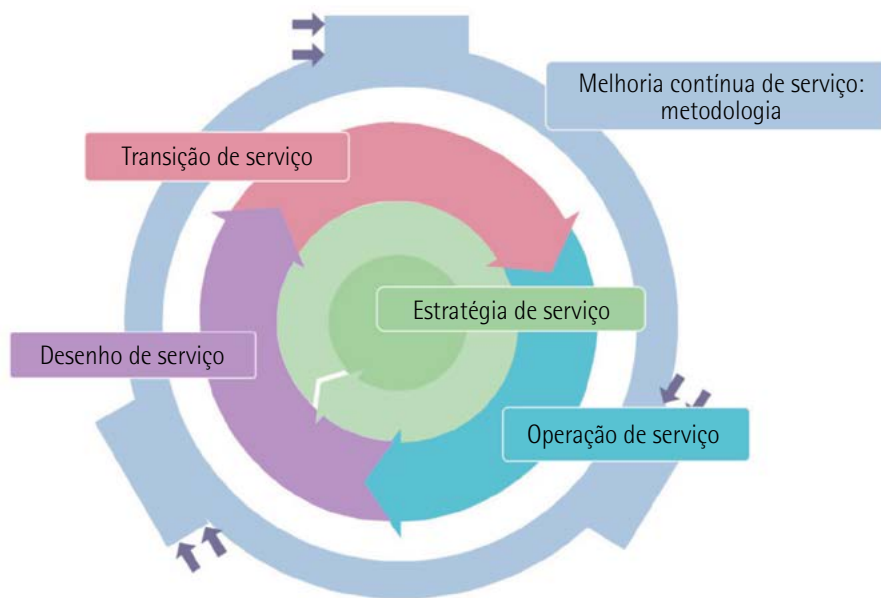 Melhoria contínua de serviço:
metodologia
Transição de serviço
Estratégia de serviço
Desenho de serviço
Operação de serviço